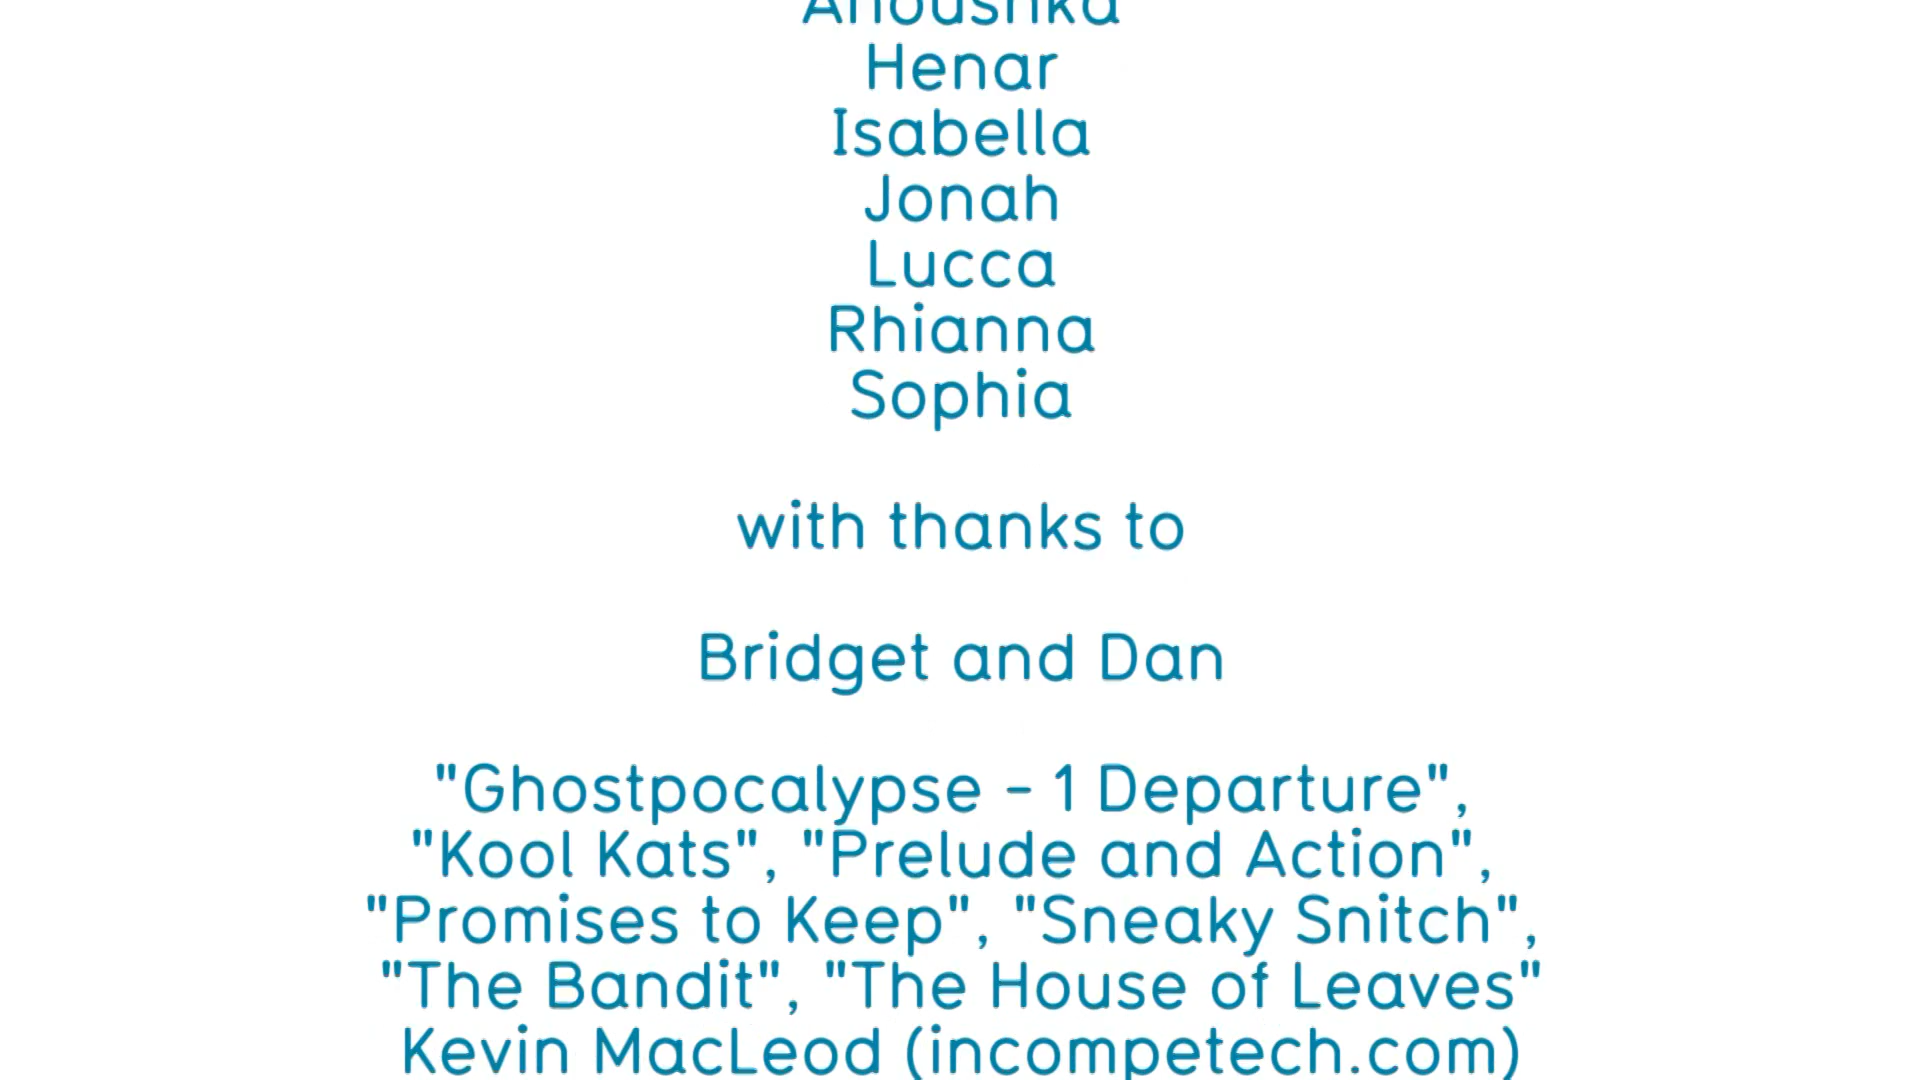 Anoushka
Henar
Isabella
Jonah
Lucca
Rhianna
Sophia
with thanks to
Bridget and Dan
"Ghostpocalypse - 1 Departure",
"Kool Kats", "Prelude and Action",
"Promises to Keep", "Sneaky Snitch",
"The Bandit", "The House of Leaves"
Kevin MacLeod (incompetech.com)